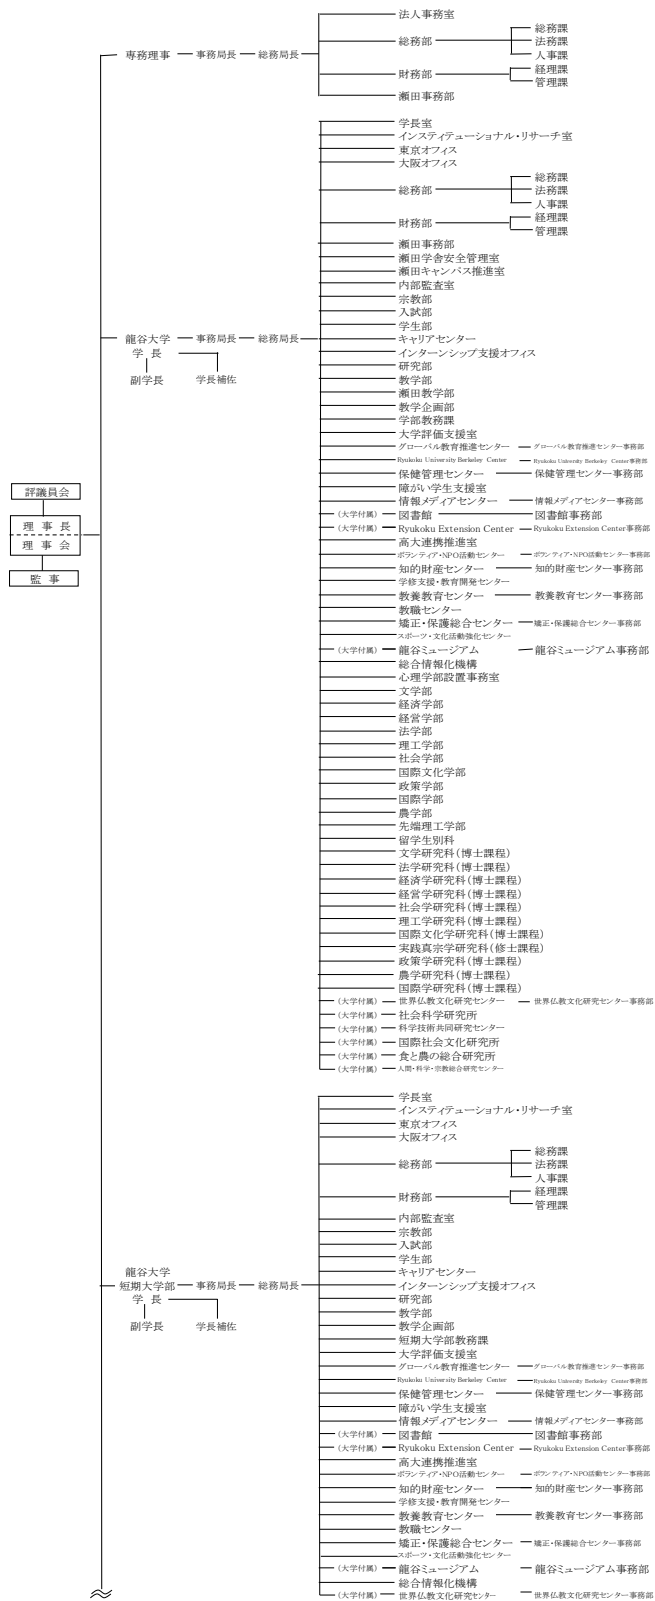 法人事務室
総務部
総務課
法務課
人事課
専務理事 事務局長 総務局長
財務部
経理課
管理課
瀬田事務部
学長室
インスティテューショナル・リサーチ室
東京オフィス
大阪オフィス
総務部
総務課
法務課
人事課
財務部
経理課
管理課
瀬田事務部
瀬田学舎安全管理室
瀬田キャンパス推進室
内部監査室
宗教部
入試部
学生部
龍谷大学 事務局長 総務局長
学 長
副学長 学長補佐
キャリアセンター
インターンシップ支援オフィス
研究部
教学部
瀬田教学部
教学企画部
学部教務課
大学評価支援室
グローバル教育推進センター グローバル教育推進センター事務部
Ryukoku University Berkeley Center Ryukoku University Berkeley Center事務部
保健管理センター 保健管理センター事務部
障がい学生支援室
情報メディアセンター 情報メディアセンター事務部
(大学付属) 図書館 図書館事務部
(大学付属) Ryukoku Extension Center Ryukoku Extension Center事務部
評議員会
理 事 長
理 事 会
監 事
高大連携推進室
ボランティア・NPO活動センター ボランティア・NPO活動センター事務部
知的財産センター 知的財産センター事務部
学修支援・教育開発センター
教養教育センター 教養教育センター事務部
教職センター
矯正・保護総合センター 矯正・保護総合センター事務部
スポーツ・文化活動強化センター
(大学付属) 龍谷ミュージアム 龍谷ミュージアム事務部
総合情報化機構
心理学部設置事務室
文学部
経済学部
経営学部
法学部
理工学部
社会学部
国際文化学部
政策学部
国際学部
農学部
先端理工学部
留学生別科
文学研究科(博士課程)
法学研究科(博士課程)
経済学研究科(博士課程)
経営学研究科(博士課程)
社会学研究科(博士課程)
理工学研究科(博士課程)
国際文化学研究科(博士課程)
実践真宗学研究科(修士課程)
政策学研究科(博士課程)
農学研究科(博士課程)
国際学研究科(博士課程)
(大学付属) 世界仏教文化研究センター 世界仏教文化研究センター事務部
(大学付属) 社会科学研究所
(大学付属) 科学技術共同研究センター
(大学付属) 国際社会文化研究所
(大学付属) 食と農の総合研究所
(大学付属) 人間・科学・宗教総合研究センター
学長室
インスティテューショナル・リサーチ室
東京オフィス
大阪オフィス
総務部
総務課
法務課
人事課
財務部
経理課
管理課
内部監査室
宗教部
入試部
学生部
キャリアセンター
龍谷大学
短期大学部 事務局長 総務局長
学 長
副学長 学長補佐
インターンシップ支援オフィス
研究部
教学部
教学企画部
短期大学部教務課
大学評価支援室
グローバル教育推進センター グローバル教育推進センター事務部
Ryukoku University Berkeley Center Ryukoku University Berkeley Center事務部
保健管理センター 保健管理センター事務部
障がい学生支援室
情報メディアセンター 情報メディアセンター事務部
(大学付属) 図書館 図書館事務部
(大学付属) Ryukoku Extension Center Ryukoku Extension Center事務部
高大連携推進室
ボランティア・NPO活動センター ボランティア・NPO活動センター事務部
知的財産センター 知的財産センター事務部
学修支援・教育開発センター
教養教育センター 教養教育センター事務部
教職センター
矯正・保護総合センター 矯正・保護総合センター事務部
スポーツ・文化活動強化センター
(大学付属) 龍谷ミュージアム 龍谷ミュージアム事務部
総合情報化機構
(大学付属) 世界仏教文化研究センター 世界仏教文化研究センター事務部